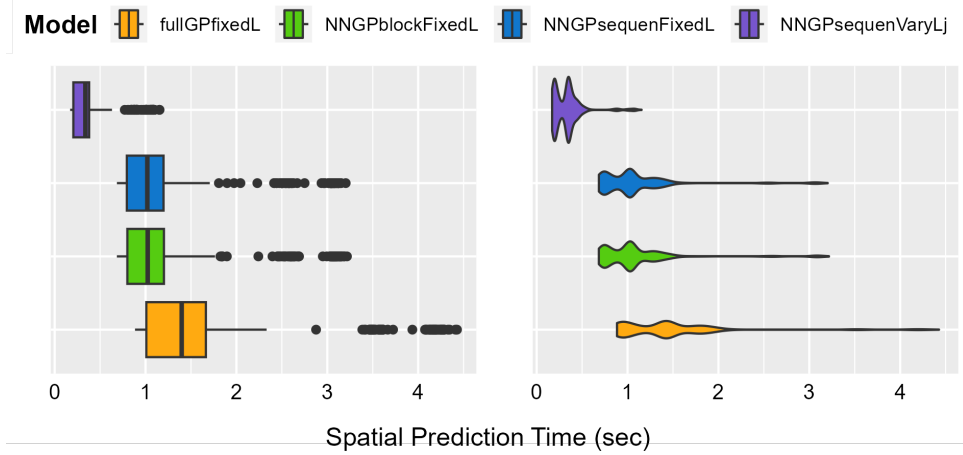 Model fullGPfixedL NNGPblockFixedL NNGPsequenFixedL NNGPsequenVaryLj
0 1 2 3 4 0 1 2 3 4
Spatial Prediction Time (sec)